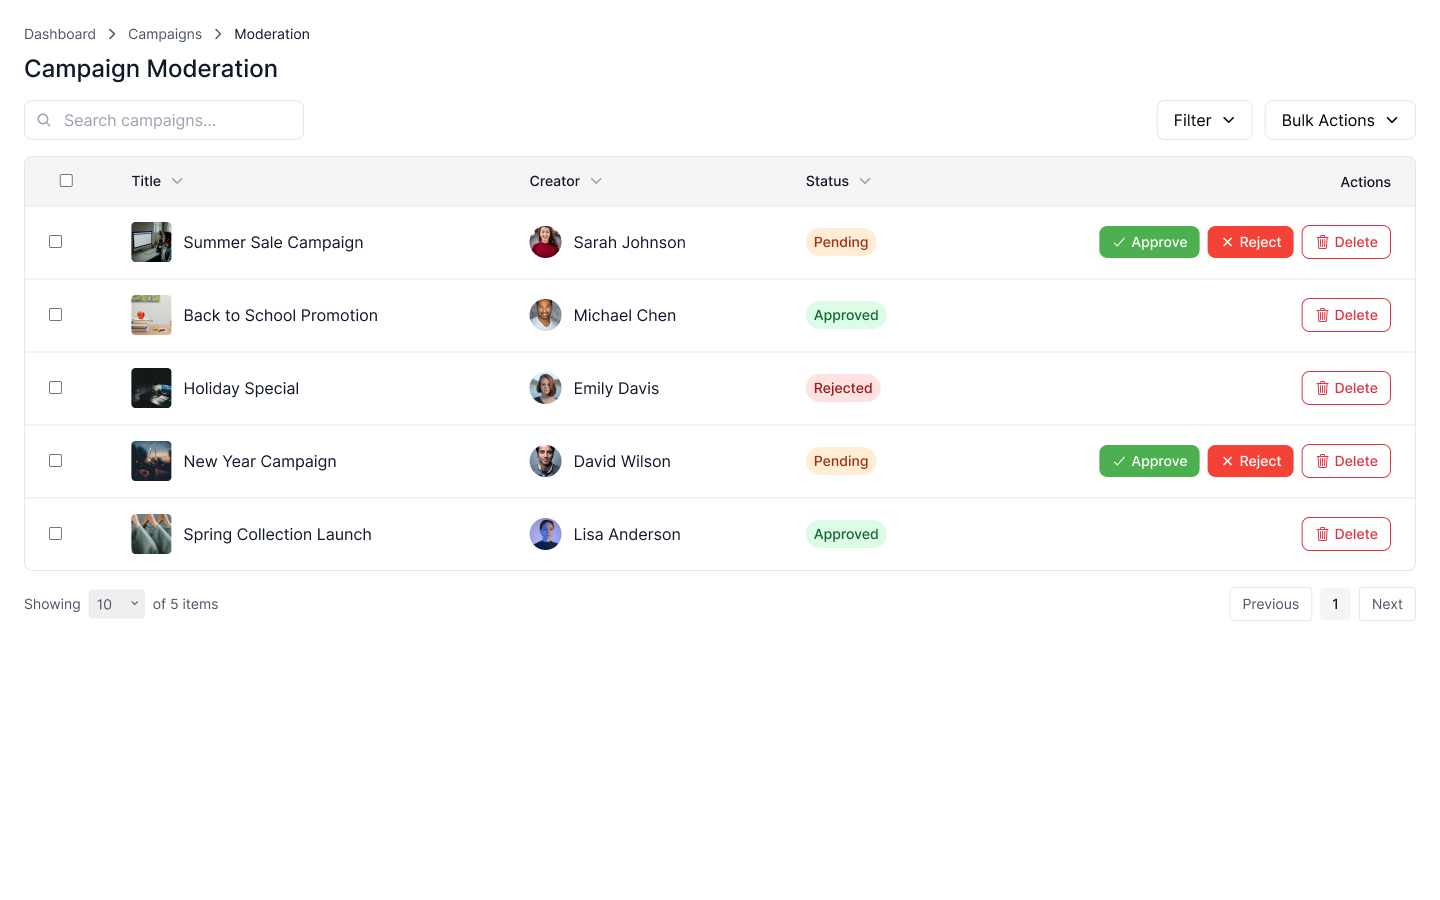 Dashboard > Campaigns > Moderation
Campaign Moderation
Search campaigns... Filter Bulk Actions
Title Creator Status Actions
Summer Sale Campaign Sarah Johnson Pending Approve Reject Delete
Back to School Promotion Michael Chen Approved Delete
Holiday Special Emily Davis Rejected Delete
New Year Campaign David Wilson Pending Approve Reject Delete
Spring Collection Launch Lisa Anderson Approved Delete
Showing 10 of 5 items Previous 1 Next